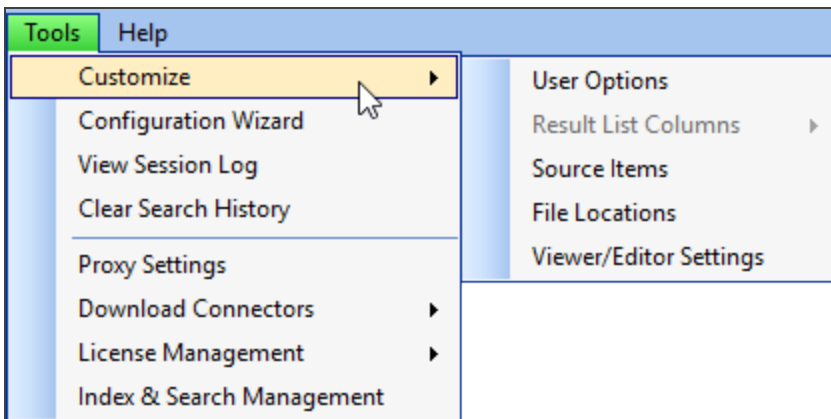 Tools Help
Customize
Configuration Wizard
View Session Log
Clear Search History
Proxy Settings
Download Connectors
License Management
Index & Search Management
User Options
Result List Columns
Source Items
File Locations
Viewer/Editor Settings